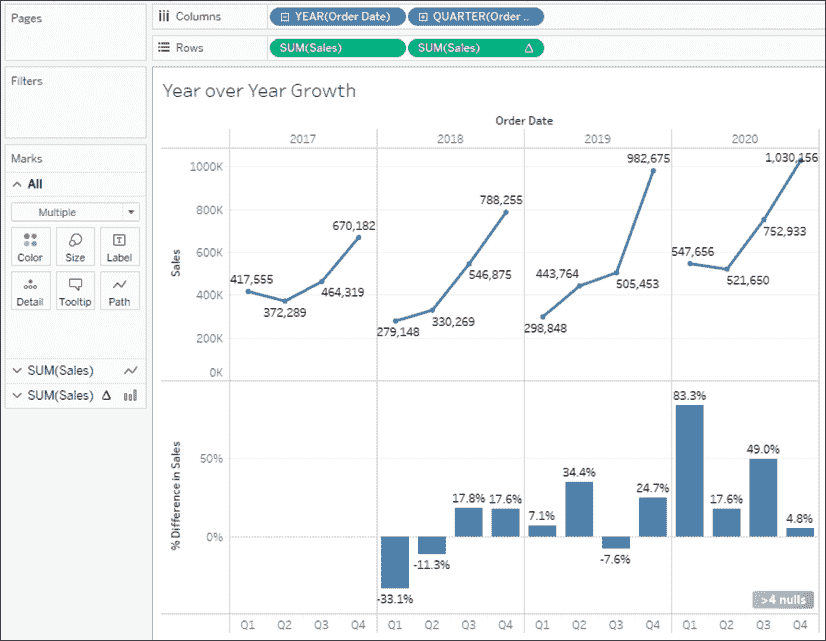 Pages
Columns
YEAR(Order Date)
QUARTER(Order ..
Rows
SUM(Sales)
SUM(Sales) Δ
Filters
Marks
All
Multiple
Color
Size
Label
Detail
Tooltip
Path
SUM(Sales)
SUM(Sales) Δ
Year over Year Growth
Order Date
2017
2018
2019
2020
Sales
1000K
800K
600K
400K
200K
0K
417,555
372,289
464,319
670,182
279,148
330,269
546,875
788,255
298,848
443,764
505,453
982,675
547,656
521,650
752,933
1,030,156
% Difference in Sales
50%
0%
-33.1%
-11.3%
17.8%
17.6%
7.1%
34.4%
-7.6%
24.7%
83.3%
17.6%
49.0%
4.8%
>4 nulls
Q1 Q2 Q3 Q4 Q1 Q2 Q3 Q4 Q1 Q2 Q3 Q4 Q1 Q2 Q3 Q4